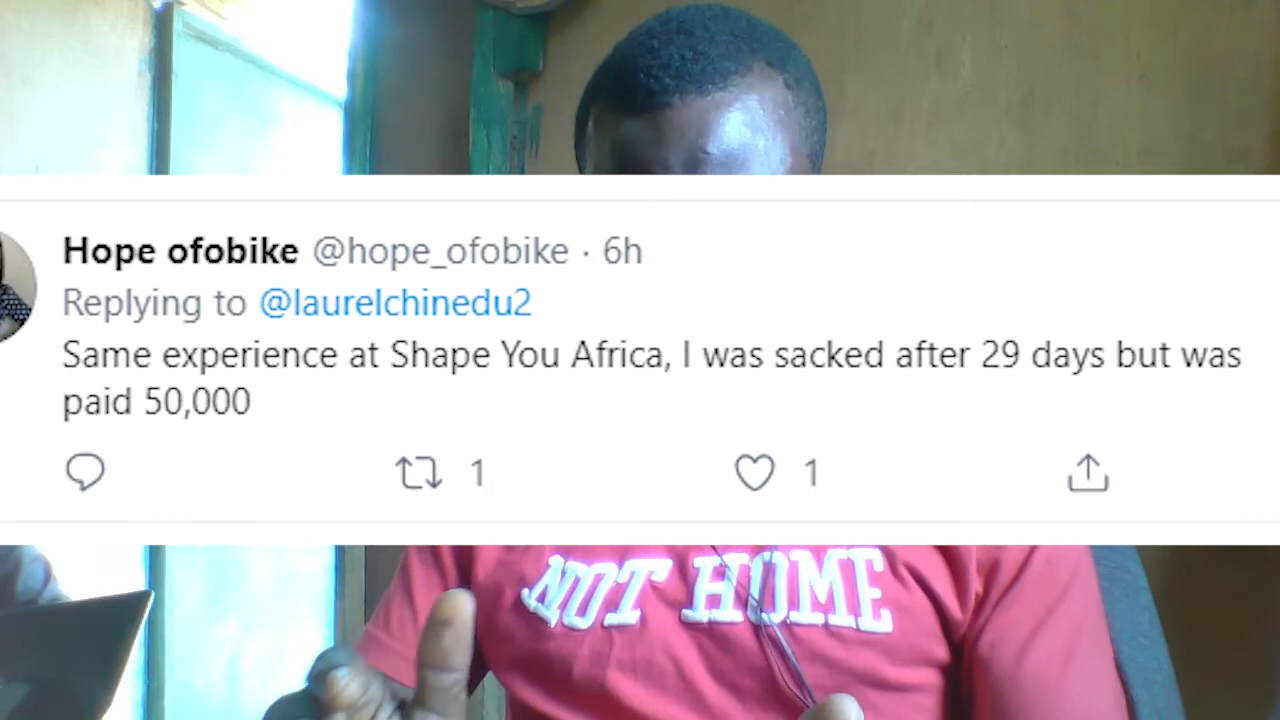 Hope ofobike @hope_ofobike · 6h
Replying to @laurelchinedu2
Same experience at Shape You Africa, I was sacked after 29 days but was
paid 50,000
1 1
NOT HOME